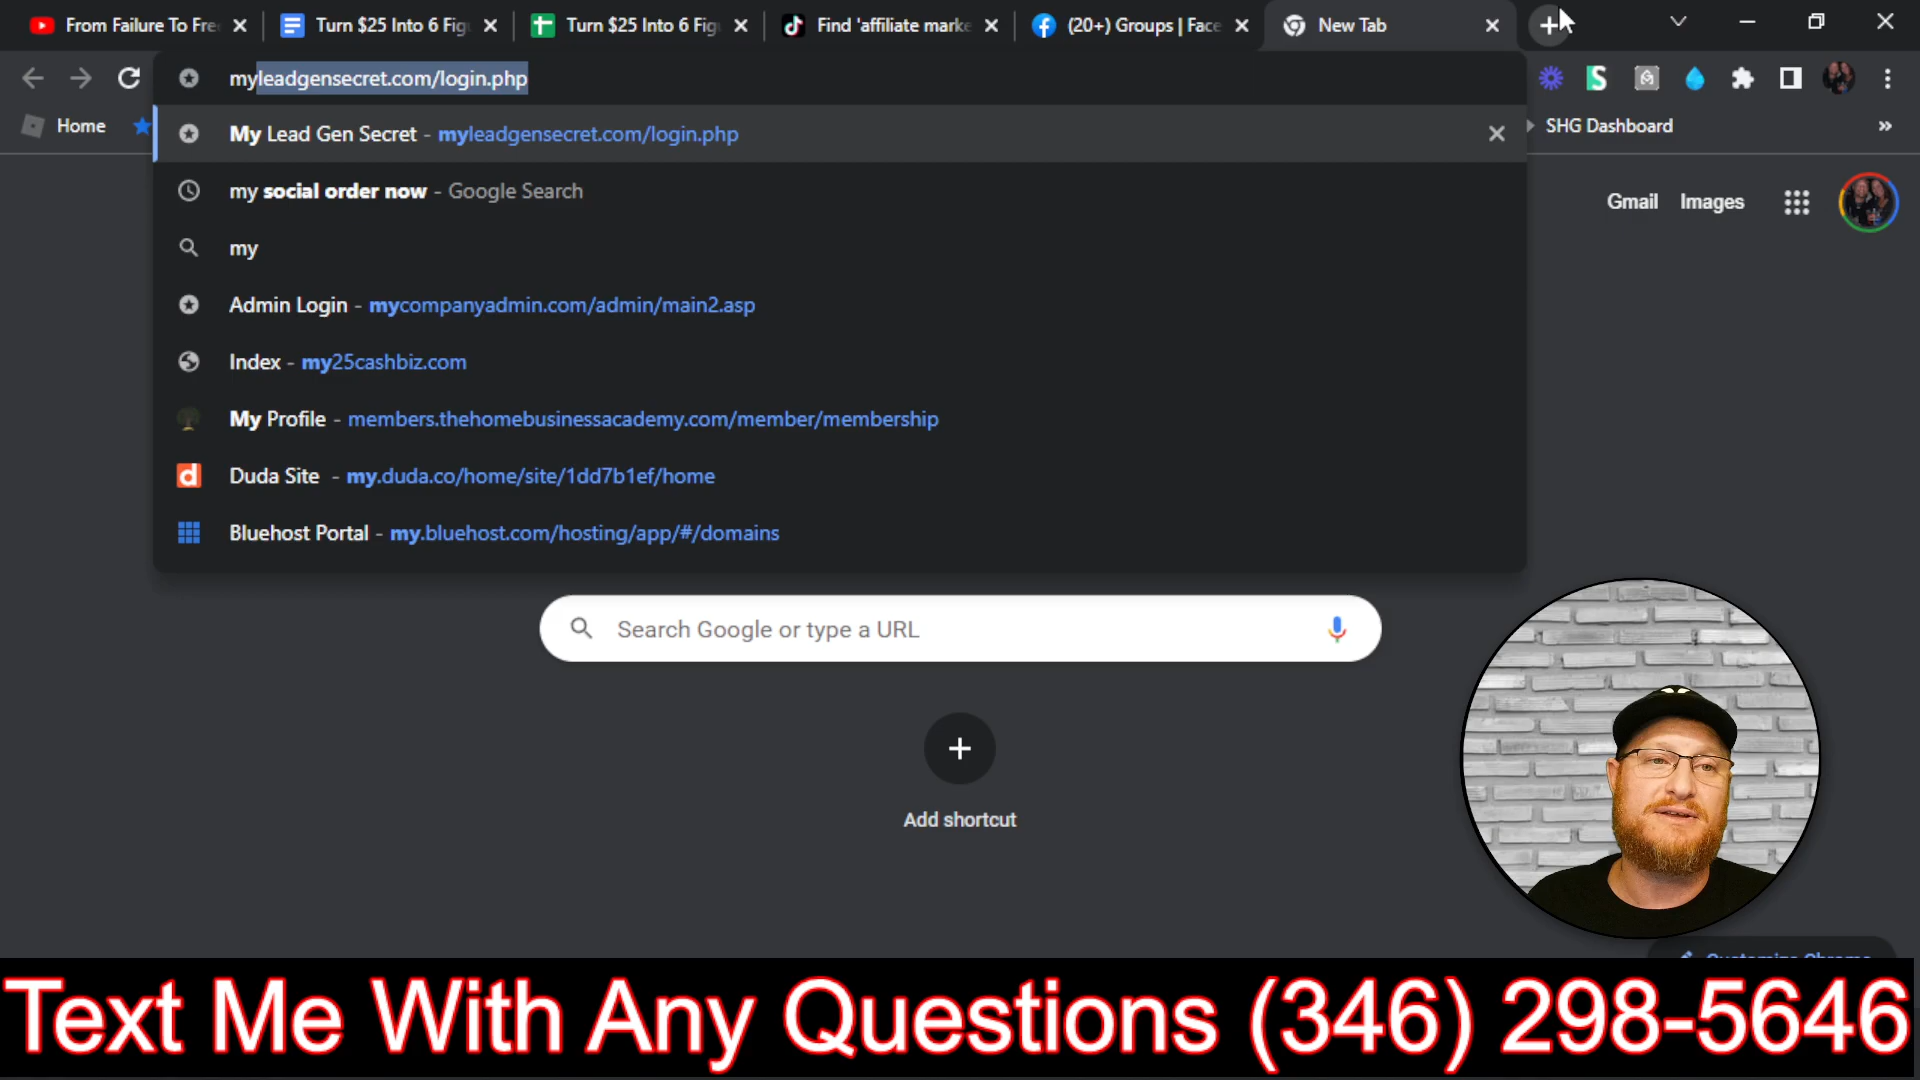 From Failure To Fre
Turn $25 Into 6 Figu
Turn $25 Into 6 Figu
Find 'affiliate marke
(20+) Groups | Face
New Tab
myleadgensecret.com/login.php
Home
My Lead Gen Secret - myleadgensecret.com/login.php
SHG Dashboard
my social order now - Google Search
Gmail
Images
my
Admin Login - mycompanyadmin.com/admin/main2.asp
Index - my25cashbiz.com
My Profile - members.thehomebusinessacademy.com/member/membership
Duda Site - my.duda.co/home/site/1dd7b1ef/home
Bluehost Portal - my.bluehost.com/hosting/app/#/domains
Search Google or type a URL
Add shortcut
Customize Chrome
Text Me With Any Questions (346) 298-5646